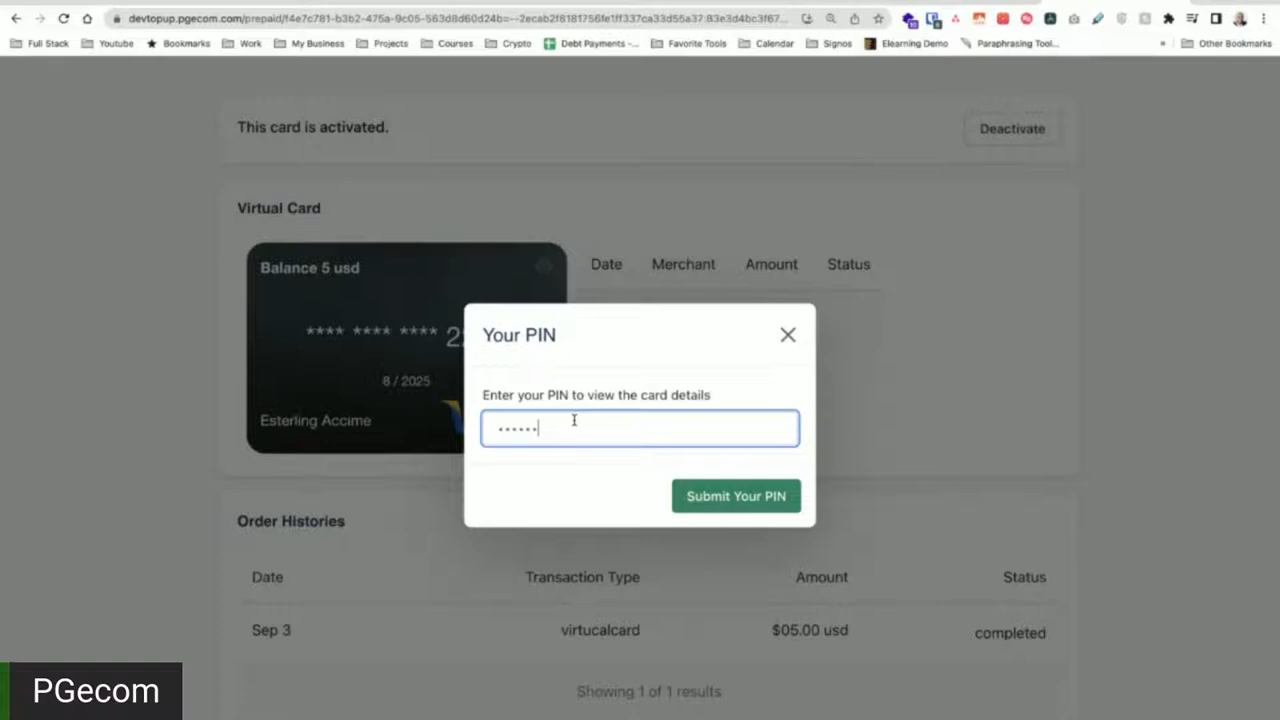 devtopup.pgecom.com/prepaid/f4e7c781-b3b2-475a-9c05-563d8d60d24b
Full Stack Youtube Bookmarks Work My Business Projects Courses Crypto Debt Payments -... Favorite Tools Calendar Signos Elearning Demo Paraphrasing Tool... » Other Bookmarks
This card is activated.
Deactivate
Virtual Card
Balance 5 usd
Date Merchant Amount Status
**** **** **** 2
8 / 2025
Esterling Accime
Your PIN
Enter your PIN to view the card details
Submit Your PIN
Order Histories
Date Transaction Type Amount Status
Sep 3 virtucalcard $05.00 usd completed
Showing 1 of 1 results
PGecom